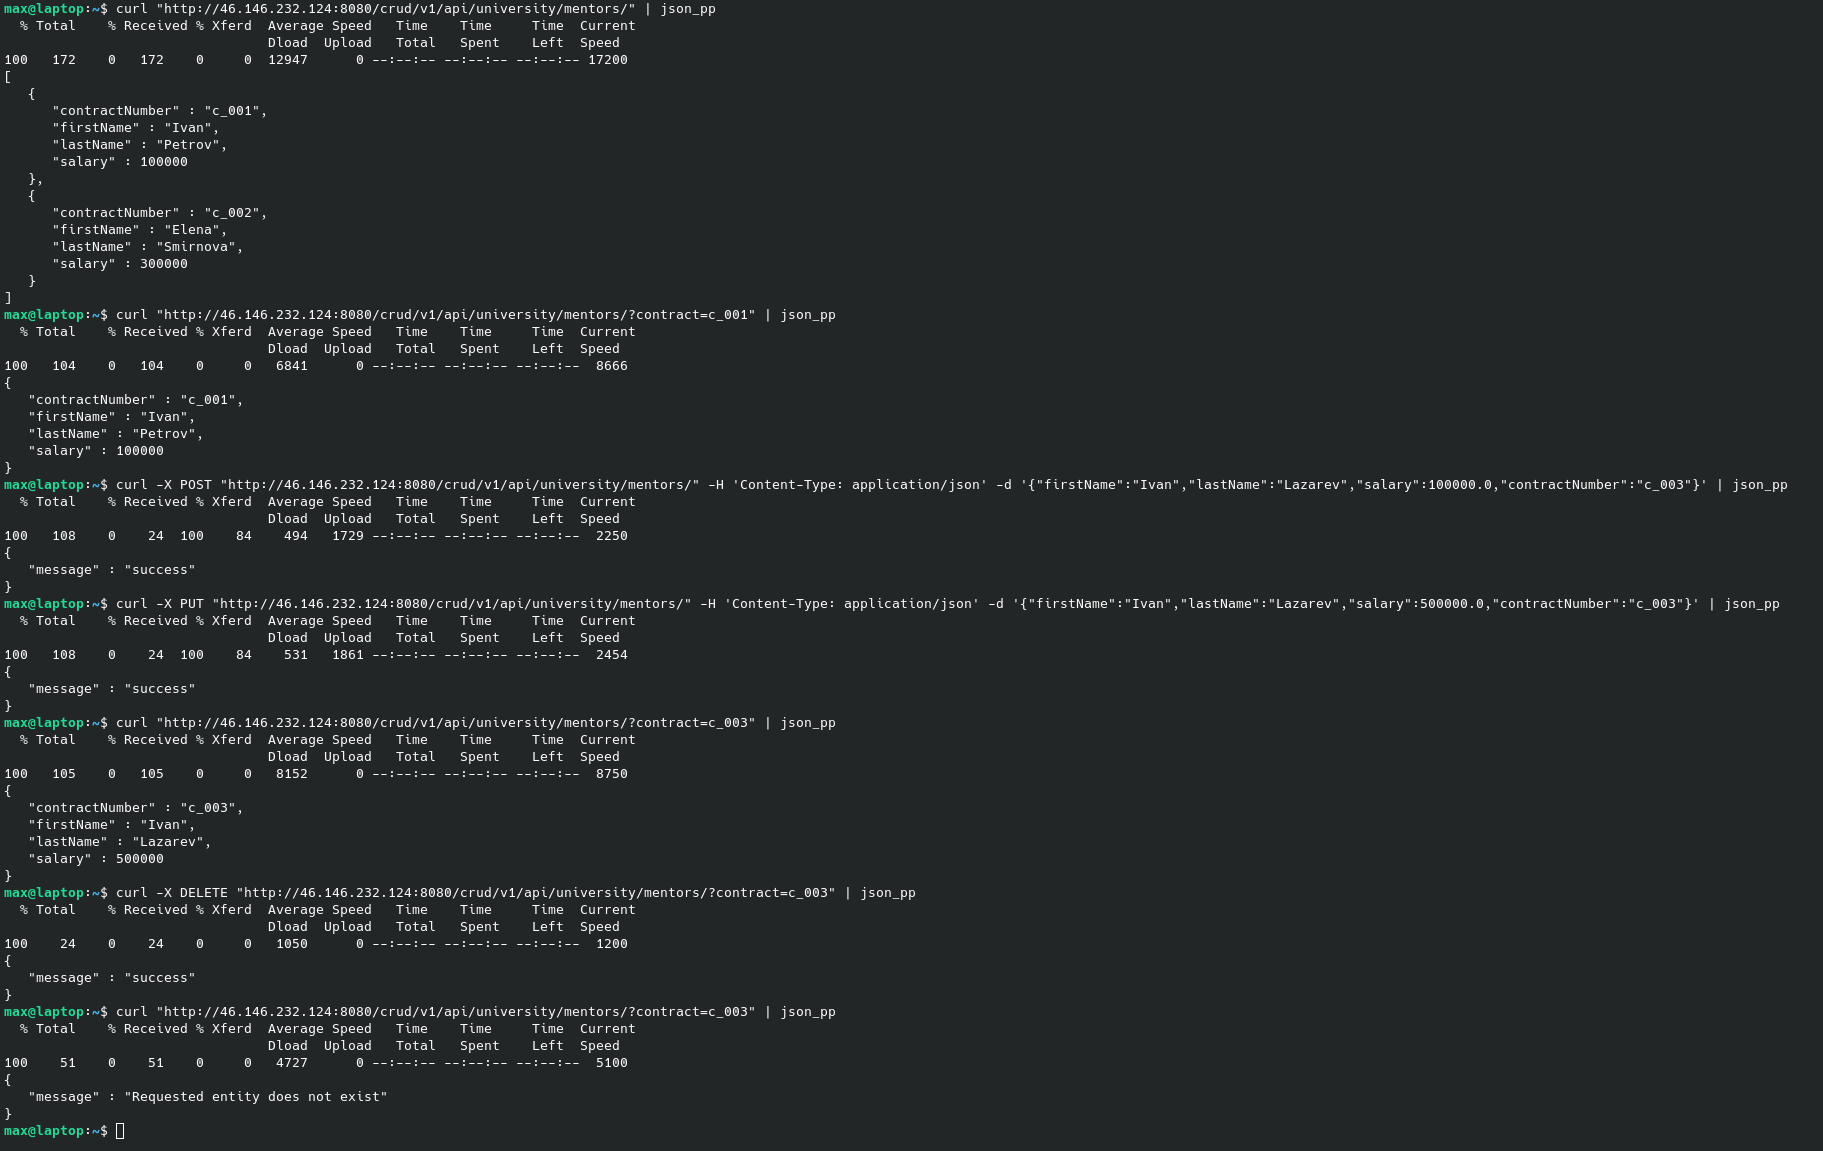 max@laptop:~$ curl "http://46.146.232.124:8080/crud/v1/api/university/mentors/" | json_pp
  % Total    % Received % Xferd  Average Speed   Time    Time     Time  Current
                                 Dload  Upload   Total   Spent    Left  Speed
100   172    0   172    0     0  12947      0 --:--:-- --:--:-- --:--:-- 17200
[
   {
      "contractNumber" : "c_001",
      "firstName" : "Ivan",
      "lastName" : "Petrov",
      "salary" : 100000
   },
   {
      "contractNumber" : "c_002",
      "firstName" : "Elena",
      "lastName" : "Smirnova",
      "salary" : 300000
   }
]
max@laptop:~$ curl "http://46.146.232.124:8080/crud/v1/api/university/mentors/?contract=c_001" | json_pp
  % Total    % Received % Xferd  Average Speed   Time    Time     Time  Current
                                 Dload  Upload   Total   Spent    Left  Speed
100   104    0   104    0     0   6841      0 --:--:-- --:--:-- --:--:--  8666
{
   "contractNumber" : "c_001",
   "firstName" : "Ivan",
   "lastName" : "Petrov",
   "salary" : 100000
}
max@laptop:~$ curl -X POST "http://46.146.232.124:8080/crud/v1/api/university/mentors/" -H 'Content-Type: application/json' -d '{"firstName":"Ivan","lastName":"Lazarev","salary":100000.0,"contractNumber":"c_003"}' | json_pp
  % Total    % Received % Xferd  Average Speed   Time    Time     Time  Current
                                 Dload  Upload   Total   Spent    Left  Speed
100   108    0    24  100    84    494   1729 --:--:-- --:--:-- --:--:--  2250
{
   "message" : "success"
}
max@laptop:~$ curl -X PUT "http://46.146.232.124:8080/crud/v1/api/university/mentors/" -H 'Content-Type: application/json' -d '{"firstName":"Ivan","lastName":"Lazarev","salary":500000.0,"contractNumber":"c_003"}' | json_pp
  % Total    % Received % Xferd  Average Speed   Time    Time     Time  Current
                                 Dload  Upload   Total   Spent    Left  Speed
100   108    0    24  100    84    531   1861 --:--:-- --:--:-- --:--:--  2454
{
   "message" : "success"
}
max@laptop:~$ curl "http://46.146.232.124:8080/crud/v1/api/university/mentors/?contract=c_003" | json_pp
  % Total    % Received % Xferd  Average Speed   Time    Time     Time  Current
                                 Dload  Upload   Total   Spent    Left  Speed
100   105    0   105    0     0   8152      0 --:--:-- --:--:-- --:--:--  8750
{
   "contractNumber" : "c_003",
   "firstName" : "Ivan",
   "lastName" : "Lazarev",
   "salary" : 500000
}
max@laptop:~$ curl -X DELETE "http://46.146.232.124:8080/crud/v1/api/university/mentors/?contract=c_003" | json_pp
  % Total    % Received % Xferd  Average Speed   Time    Time     Time  Current
                                 Dload  Upload   Total   Spent    Left  Speed
100    24    0    24    0     0   1050      0 --:--:-- --:--:-- --:--:--  1200
{
   "message" : "success"
}
max@laptop:~$ curl "http://46.146.232.124:8080/crud/v1/api/university/mentors/?contract=c_003" | json_pp
  % Total    % Received % Xferd  Average Speed   Time    Time     Time  Current
                                 Dload  Upload   Total   Spent    Left  Speed
100    51    0    51    0     0   4727      0 --:--:-- --:--:-- --:--:--  5100
{
   "message" : "Requested entity does not exist"
}
max@laptop:~$